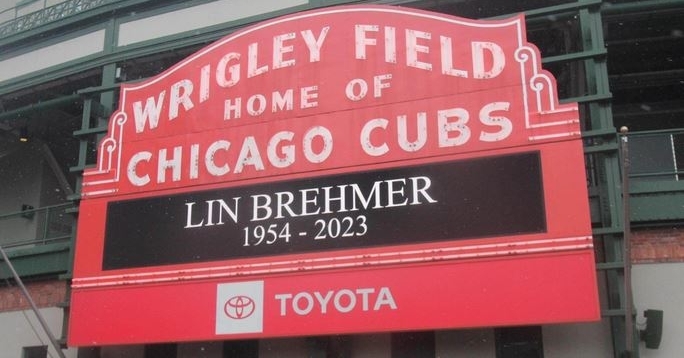 WRIGLEY FIELD
HOME OF
CHICAGO CUBS
LIN BREHMER
1954 - 2023
TOYOTA